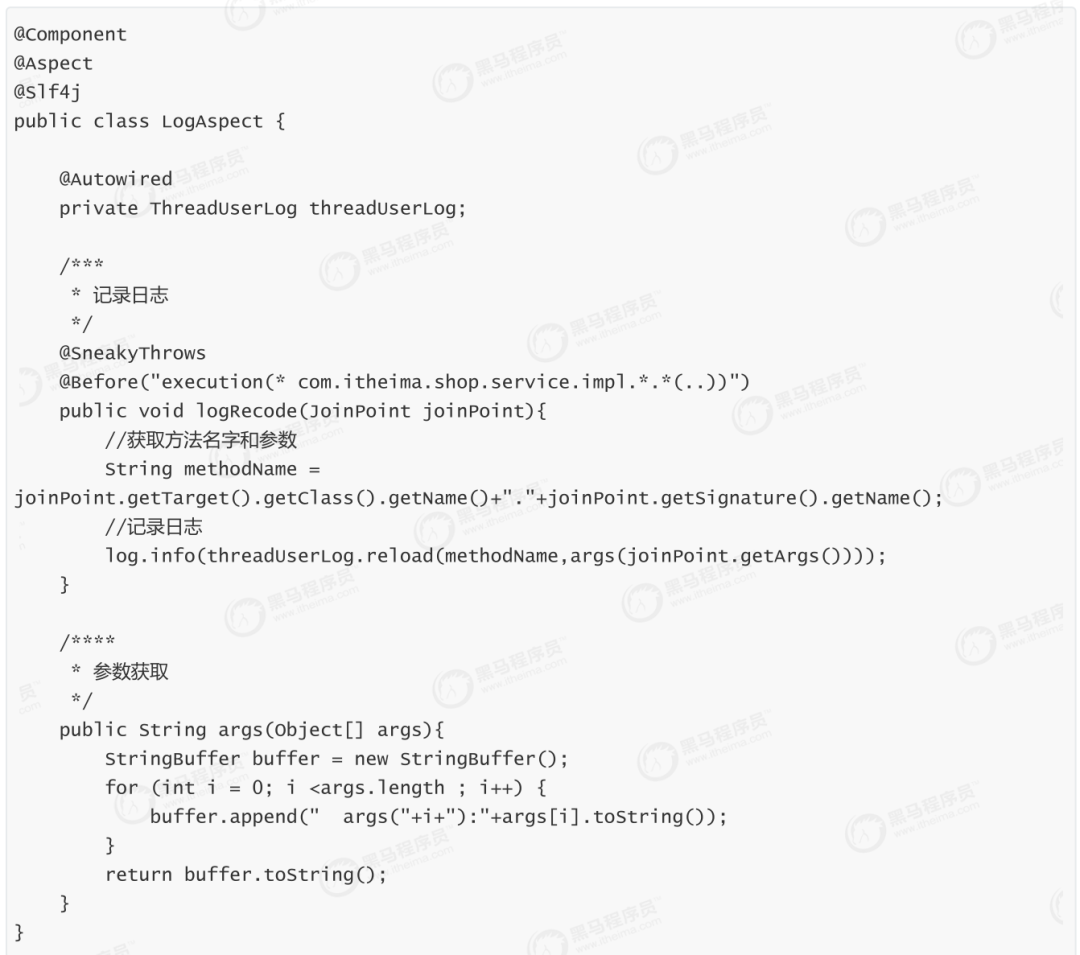 @Component
@Aspect
@Slf4j
public class LogAspect {
    @Autowired
    private ThreadUserLog threadUserLog;
    /***
     * 记录日志
     */
    @SneakyThrows
    @Before("execution(* com.itheima.shop.service.impl.*.*(..))")
    public void logRecode(JoinPoint joinPoint){
        //获取方法名字和参数
        String methodName =
joinPoint.getTarget().getClass().getName()+"."+joinPoint.getSignature().getName();
        //记录日志
        log.info(threadUserLog.reload(methodName,args(joinPoint.getArgs())));
    }
    /****
     * 参数获取
     */
    public String args(Object[] args){
        StringBuffer buffer = new StringBuffer();
        for (int i = 0; i <args.length ; i++) {
            buffer.append("  args("+i+"):"+args[i].toString());
        }
        return buffer.toString();
    }
}
黑马程序员
www.itheima.com